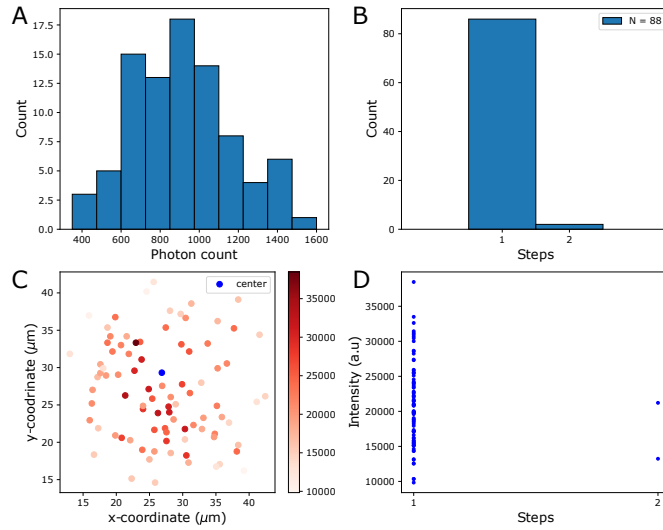 A
17.5
15.0
12.5
10.0
7.5
5.0
2.5
0.0
Count
400 600 800 1000 1200 1400 1600
Photon count
B
N = 88
80
60
40
20
0
Count
1 2
Steps
C
center
40
35
30
25
20
15
y-coodrinate (μm)
15 20 25 30 35 40
x-coordinate (μm)
35000
30000
25000
20000
15000
10000
D
35000
30000
25000
20000
15000
10000
Intensity (a.u)
1 2
Steps